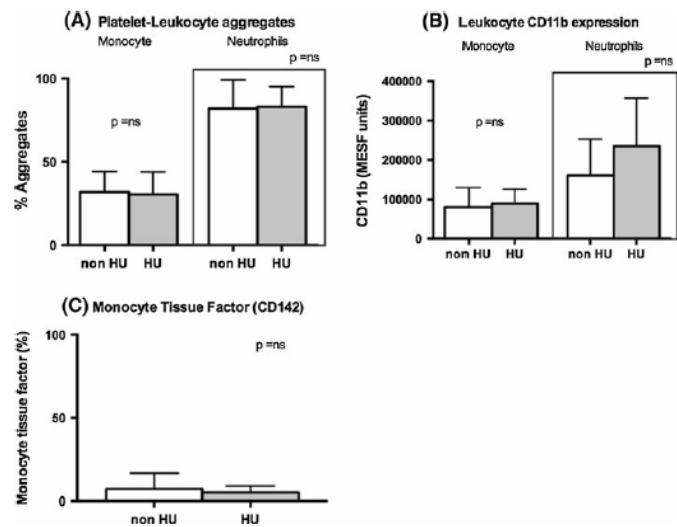 (A) Platelet-Leukocyte aggregates
Monocyte
Neutrophils
p =ns
p =ns
100
50
0
% Aggregates
non HU
HU
non HU
HU
(B) Leukocyte CD11b expression
Monocyte
Neutrophils
p =ns
p =ns
400000
300000
200000
100000
0
CD11b (MESF units)
non HU
HU
non HU
HU
(C) Monocyte Tissue Factor (CD142)
p =ns
100
50
0
Monocyte tissue factor (%)
non HU
HU